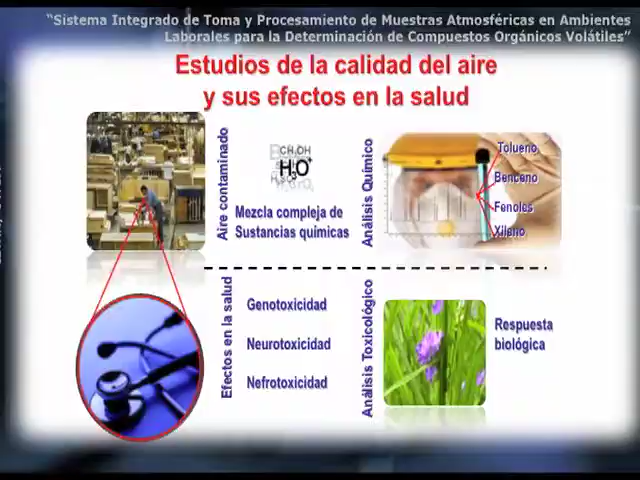 “Sistema Integrado de Toma y Procesamiento de Muestras Atmosféricas en Ambientes
Laborales para la Determinación de Compuestos Orgánicos Volátiles”
Estudios de la calidad del aire
y sus efectos en la salud
Aire contaminado
CH₃OH
H₃O⁺
Mezcla compleja de
Sustancias químicas
Análisis Químico
Tolueno
Benceno
Fenoles
Xileno
Efectos en la salud
Genotoxicidad
Neurotoxicidad
Nefrotoxicidad
Análisis Toxicológico
Respuesta
biológica